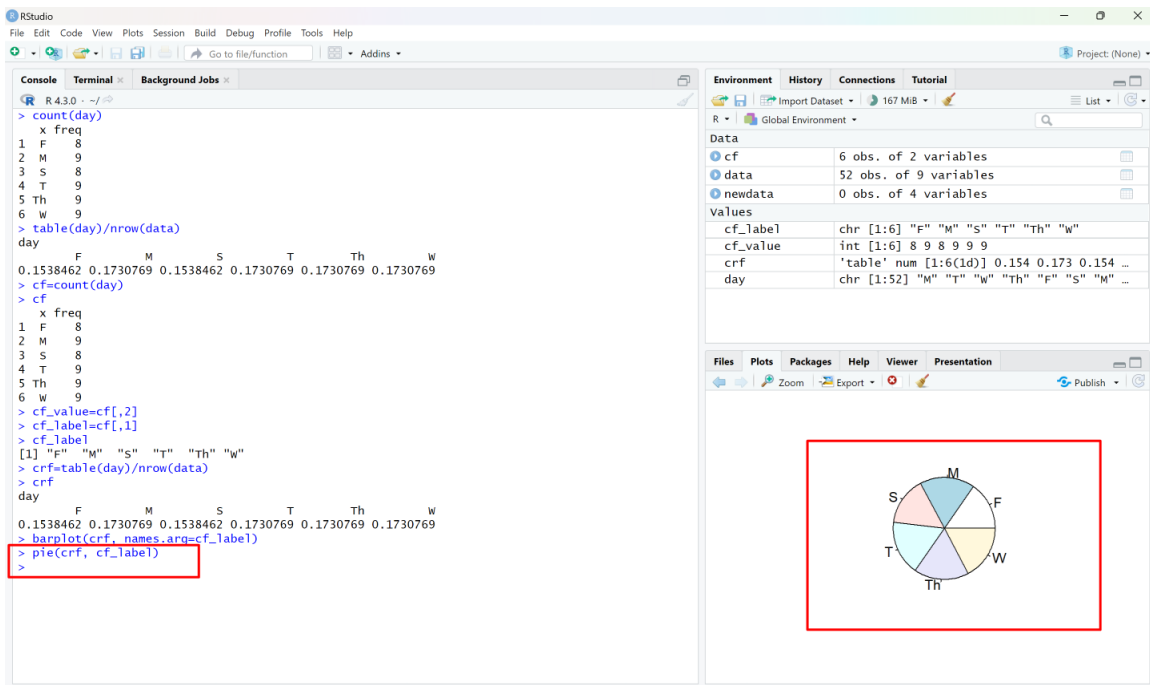 RStudio
File Edit Code View Plots Session Build Debug Profile Tools Help
Go to file/function Addins Project: (None)
Console Terminal Background Jobs
R 4.3.0 · ~/
> count(day)
x freq
1 F 8
2 M 9
3 S 8
4 T 9
5 Th 9
6 W 9
> table(day)/nrow(data)
day
F M S T Th W
0.1538462 0.1730769 0.1538462 0.1730769 0.1730769 0.1730769
> cf=count(day)
> cf
x freq
1 F 8
2 M 9
3 S 8
4 T 9
5 Th 9
6 W 9
> cf_value=cf[,2]
> cf_label=cf[,1]
> cf_label
[1] "F" "M" "S" "T" "Th" "W"
> crf=table(day)/nrow(data)
> crf
day
F M S T Th W
0.1538462 0.1730769 0.1538462 0.1730769 0.1730769 0.1730769
> barplot(crf, names.arg=cf_label)
> pie(crf, cf_label)
>
Environment History Connections Tutorial
Import Dataset 167 MiB List
R Global Environment
Data
cf 6 obs. of 2 variables
data 52 obs. of 9 variables
newdata 0 obs. of 4 variables
Values
cf_label chr [1:6] "F" "M" "S" "T" "Th" "W"
cf_value int [1:6] 8 9 8 9 9 9
crf 'table' num [1:6(1d)] 0.154 0.173 0.154 …
day chr [1:52] "M" "T" "W" "Th" "F" "S" "M" …
Files Plots Packages Help Viewer Presentation
Zoom Export Publish
M
S
F
T
W
Th